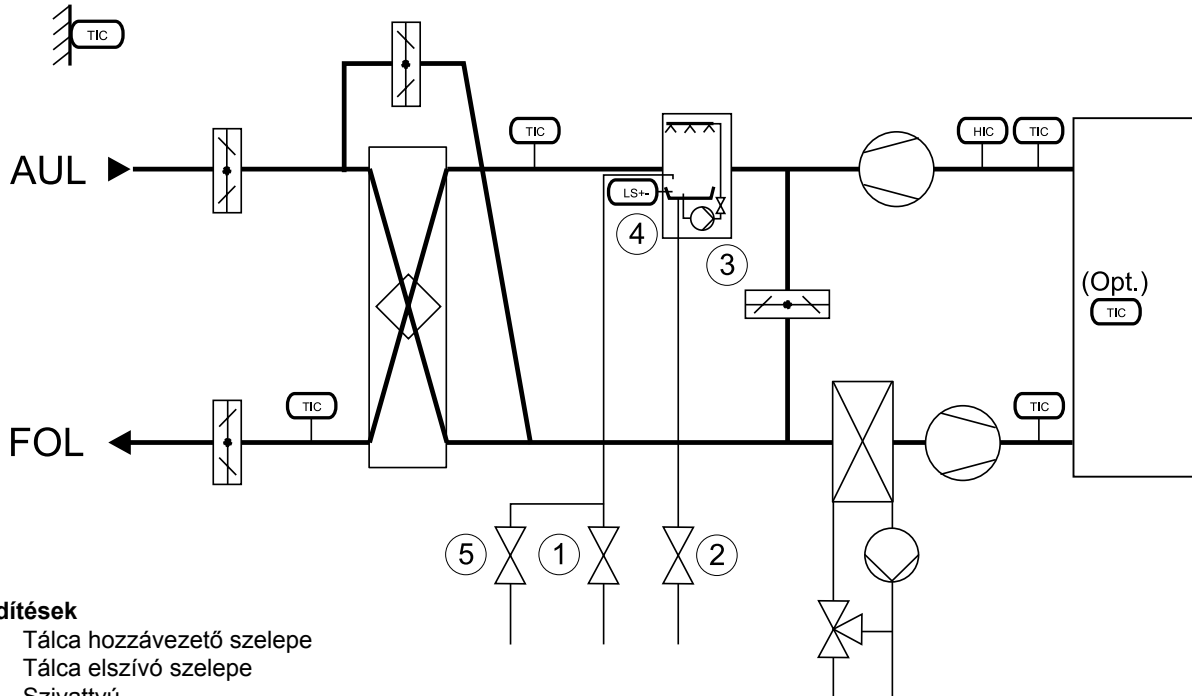 TIC
TIC
HIC
TIC
AUL
LS+-
4
3
(Opt.)
TIC
TIC
TIC
FOL
5
1
2
Tálca hozzávezető szelepe
Tálca elszívó szelepe